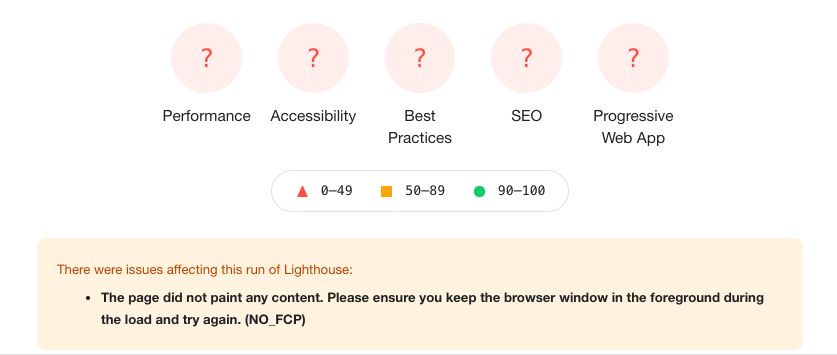 ? ? ? ? ?
Performance Accessibility Best Practices SEO Progressive Web App
0–49 50–89 90–100
There were issues affecting this run of Lighthouse:
• The page did not paint any content. Please ensure you keep the browser window in the foreground during
the load and try again. (NO_FCP)